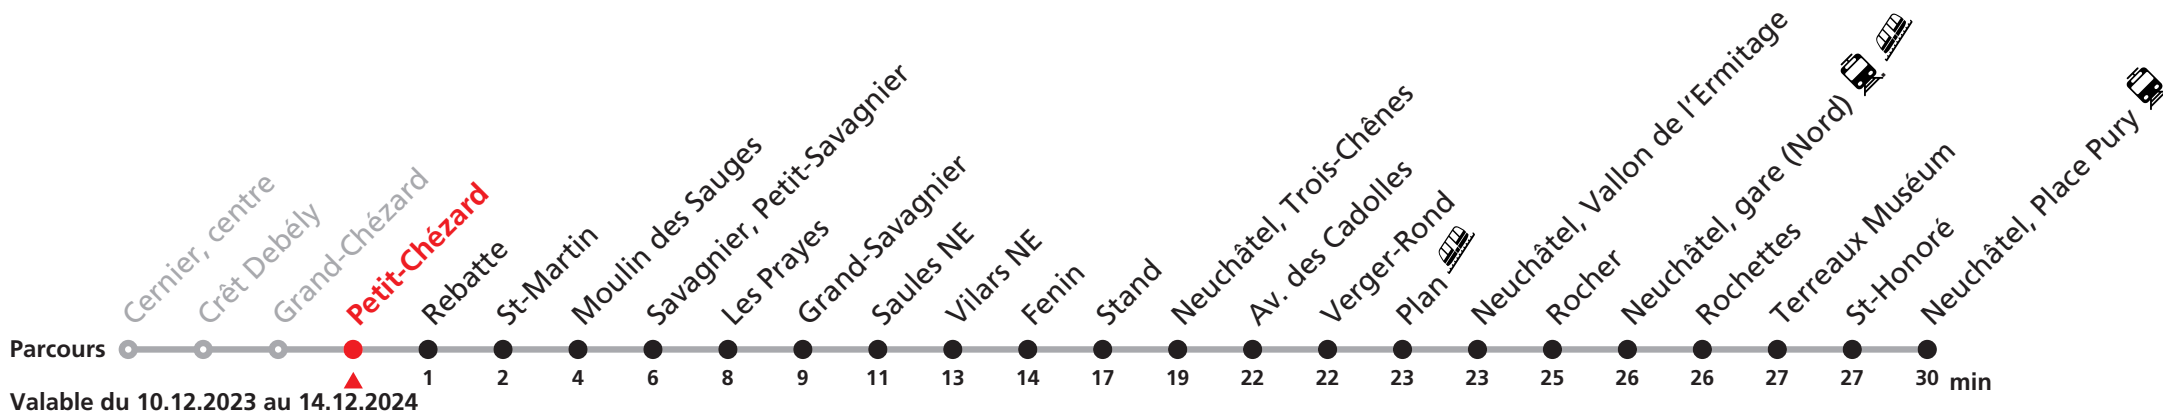 Cernier, centre
Crêt Debély
Grand-Chézard
Petit-Chézard
Rebatte
St-Martin
Moulin des Sauges
Savagnier, Petit-Savagnier
Les Prayes
Grand-Savagnier
Saules NE
Vilars NE
Fenin
Stand
Neuchâtel, Trois-Chênes
Av. des Cadolles
Verger-Rond
Plan
Neuchâtel, Vallon de l'Ermitage
Rocher
Neuchâtel, gare (Nord)
Rochettes
Terreaux Muséum
St-Honoré
Neuchâtel, Place Pury
Parcours
1 2 4 6 8 9 11 13 14 17 19 22 22 23 23 25 26 26 27 27 30 min
Valable du 10.12.2023 au 14.12.2024